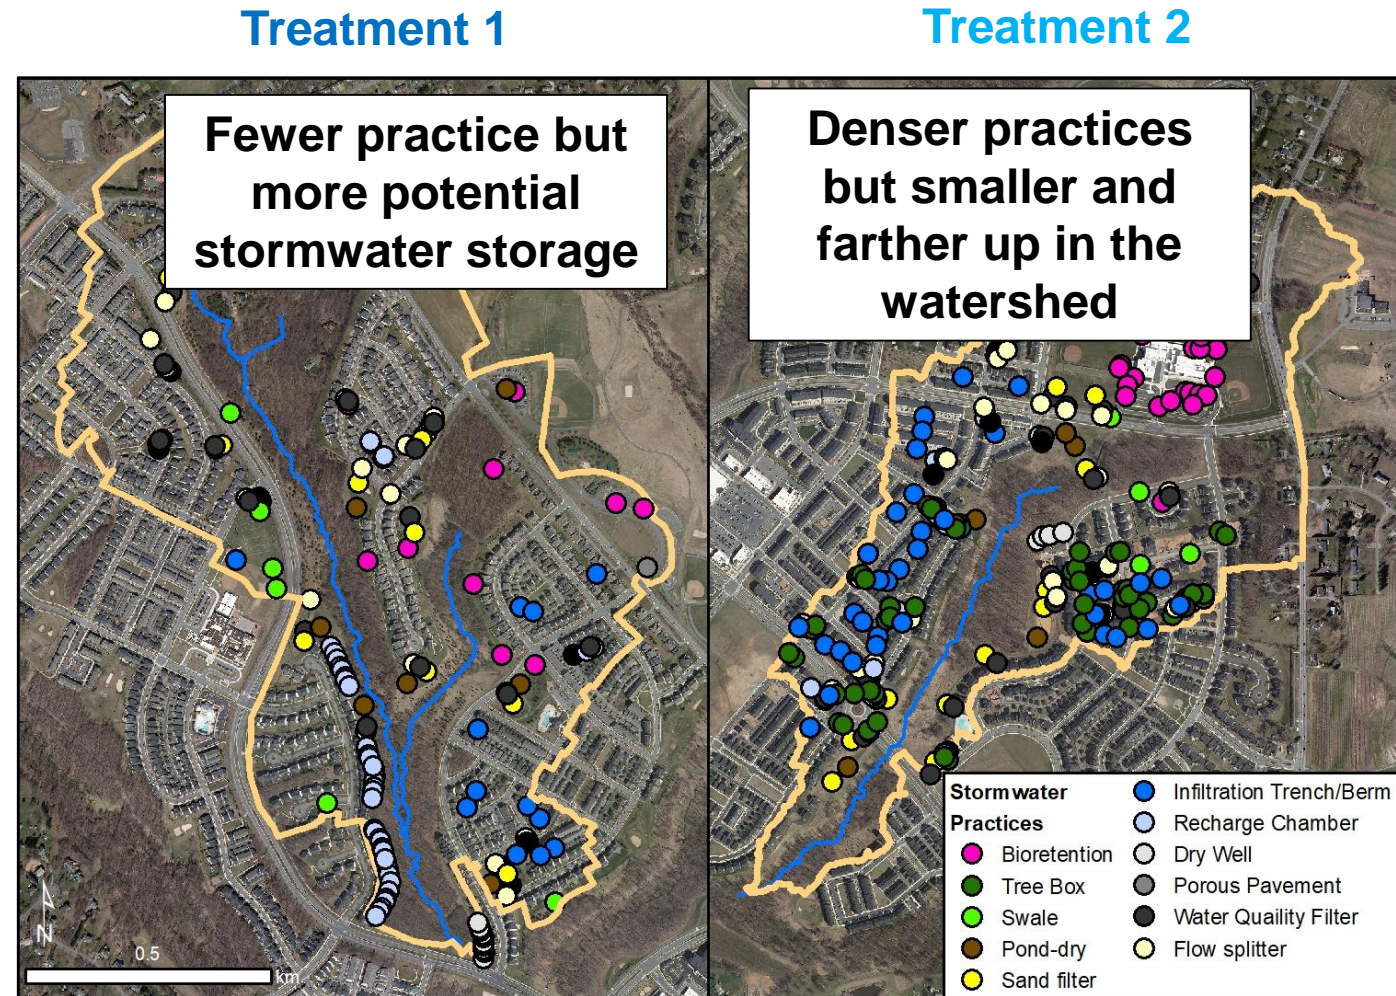 Treatment 1
Treatment 2
Fewer practice but
more potential
stormwater storage
Denser practices
but smaller and
farther up in the
watershed
Stormwater
Practices
Bioretention
Tree Box
Swale
Pond-dry
Sand filter
Infiltration Trench/Berm
Recharge Chamber
Dry Well
Porous Pavement
Water Quaility Filter
Flow splitter
N
0.5
km